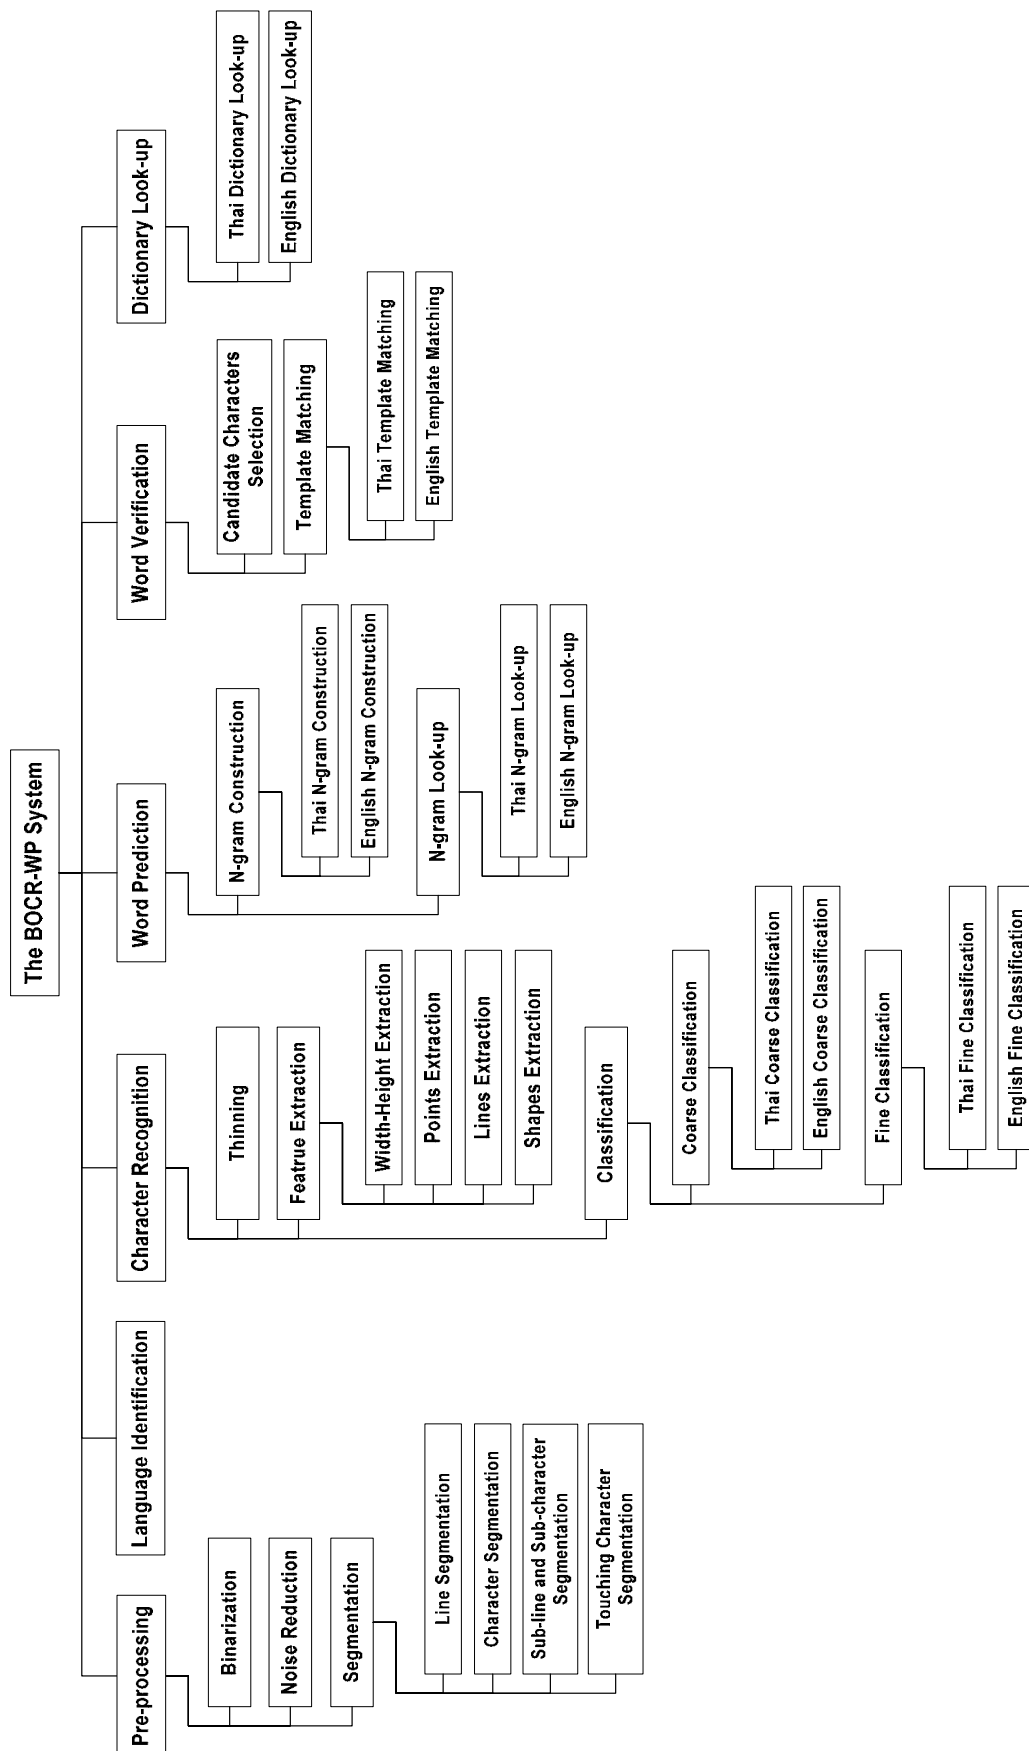 The BOCR-WP System
Pre-processing
Binarization
Noise Reduction
Segmentation
Line Segmentation
Character Segmentation
Sub-line and Sub-character
Segmentation
Touching Character
Segmentation
Language Identification
Character Recognition
Thinning
Featrue Extraction
Width-Height Extraction
Points Extraction
Lines Extraction
Shapes Extraction
Classification
Coarse Classification
Thai Coarse Classification
English Coarse Classification
Fine Classification
Thai Fine Classification
English Fine Classification
Word Prediction
N-gram Construction
Thai N-gram Construction
English N-gram Construction
N-gram Look-up
Thai N-gram Look-up
English N-gram Look-up
Word Verification
Candidate Characters
Selection
Template Matching
Thai Template Matching
English Template Matching
Dictionary Look-up
Thai Dictionary Look-up
English Dictionary Look-up